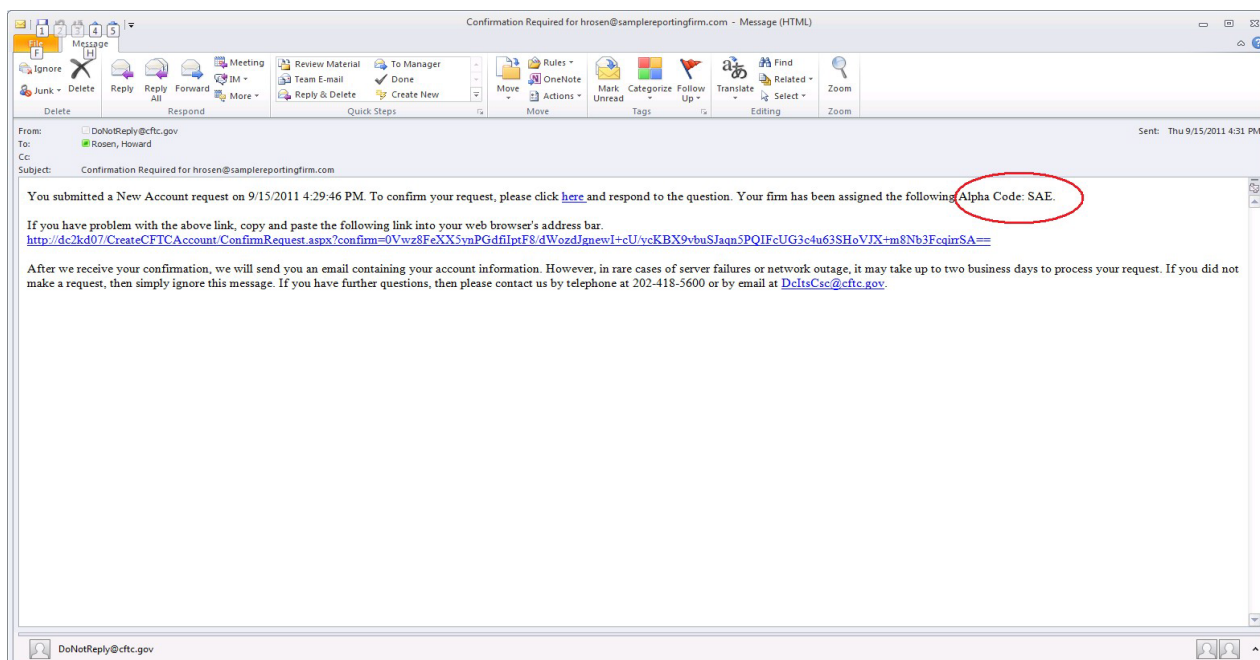 Confirmation Required for hrosen@samplereportingfirm.com - Message (HTML)
1 2 3 4 5
File Message
F H
Ignore
Junk
Delete
Reply
Reply All
Forward
Meeting
IM
More
Review Material
Team E-mail
Reply & Delete
To Manager
Done
Create New
Move
Rules
OneNote
Actions
Mark Unread
Categorize
Follow Up
Translate
Find
Related
Select
Zoom
Delete Respond Quick Steps Move Tags Editing Zoom
From: DoNotReply@cftc.gov Sent: Thu 9/15/2011 4:31 PM
To: Rosen, Howard
Cc:
Subject: Confirmation Required for hrosen@samplereportingfirm.com
You submitted a New Account request on 9/15/2011 4:29:46 PM. To confirm your request, please click here and respond to the question. Your firm has been assigned the following Alpha Code: SAE.
If you have problem with the above link, copy and paste the following link into your web browser's address bar.
http://dc2kd07/CreateCFTCAccount/ConfirmRequest.aspx?confirm=0Vwz8FeXX5ynPGdfiIptF8/dWozdJgnewI+cU/vcKBX9vbuSJaqn5PQIFcUG3c4u63SHoVJX+m8Nb3FcqirrSA==
After we receive your confirmation, we will send you an email containing your account information. However, in rare cases of server failures or network outage, it may take up to two business days to process your request. If you did not
make a request, then simply ignore this message. If you have further questions, then please contact us by telephone at 202-418-5600 or by email at DcItsCsc@cftc.gov.
DoNotReply@cftc.gov